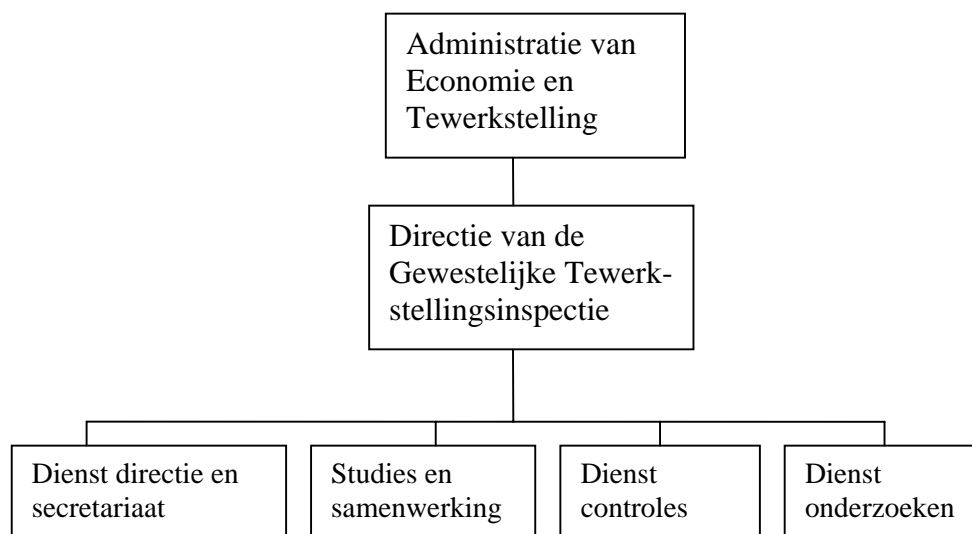 Administratie van
Economie en
Tewerkstelling
Directie van de
Gewestelijke Tewerk-
stellingsinspectie
Dienst directie en
secretariaat
Studies en
samenwerking
Dienst
controles
Dienst
onderzoeken